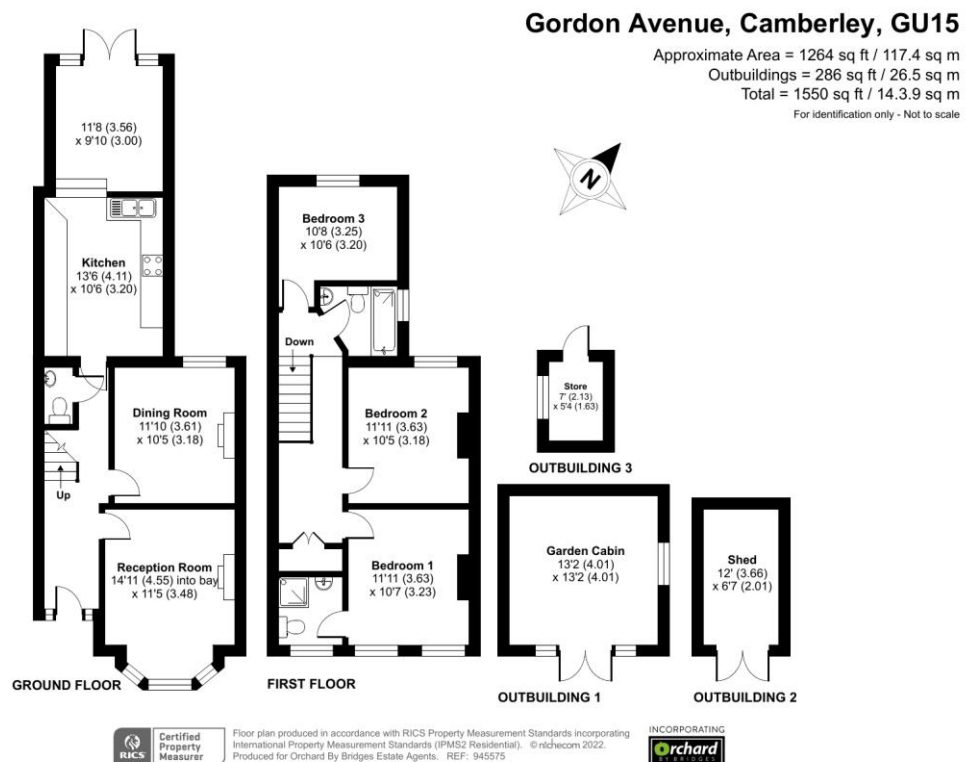 Gordon Avenue, Camberley, GU15
Approximate Area = 1264 sq ft / 117.4 sq m
Outbuildings = 286 sq ft / 26.5 sq m
Total = 1550 sq ft / 14.3.9 sq m
For identification only - Not to scale
N
11'8 (3.56)
x 9'10 (3.00)
Kitchen
13'6 (4.11)
x 10'6 (3.20)
Dining Room
11'10 (3.61)
x 10'5 (3.18)
Up
Reception Room
14'11 (4.55) into bay
x 11'5 (3.48)
GROUND FLOOR
Bedroom 3
10'8 (3.25)
x 10'6 (3.20)
Down
Bedroom 2
11'11 (3.63)
x 10'5 (3.18)
Bedroom 1
11'11 (3.63)
x 10'7 (3.23)
FIRST FLOOR
Store
7' (2.13)
x 5'4 (1.63)
OUTBUILDING 3
Garden Cabin
13'2 (4.01)
x 13'2 (4.01)
OUTBUILDING 1
Shed
12' (3.66)
x 6'7 (2.01)
OUTBUILDING 2
RICS
Certified
Property
Measurer
Floor plan produced in accordance with RICS Property Measurement Standards incorporating
International Property Measurement Standards (IPMS2 Residential). © nichecom 2022.
Produced for Orchard By Bridges Estate Agents. REF: 945575
INCORPORATING
Orchard
BY BRIDGES